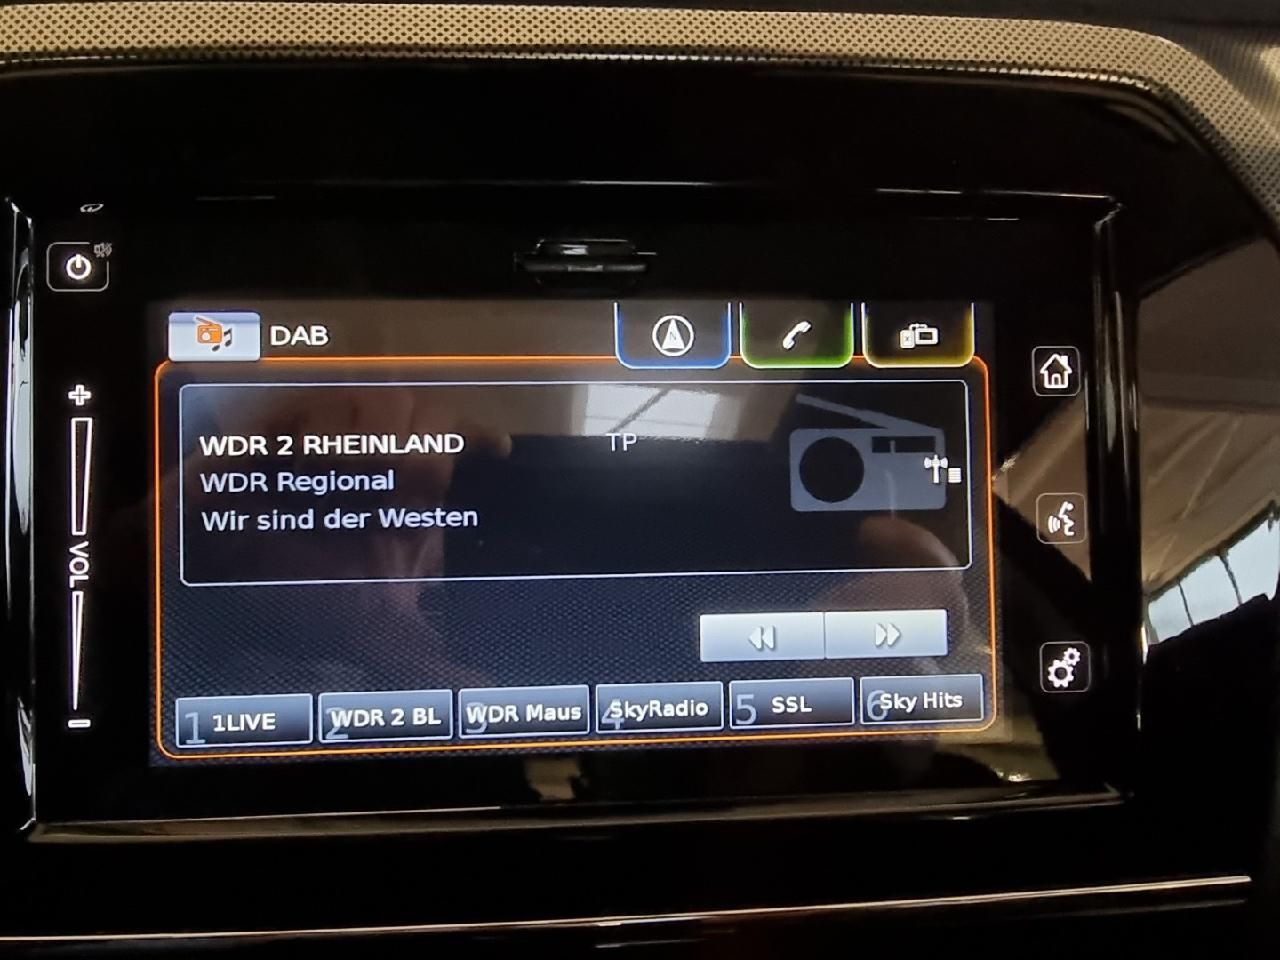 DAB
WDR 2 RHEINLAND TP
WDR Regional
Wir sind der Westen
VOL
1 1LIVE
2 WDR 2 BL
3 WDR Maus
4 SkyRadio
5 SSL
6 Sky Hits